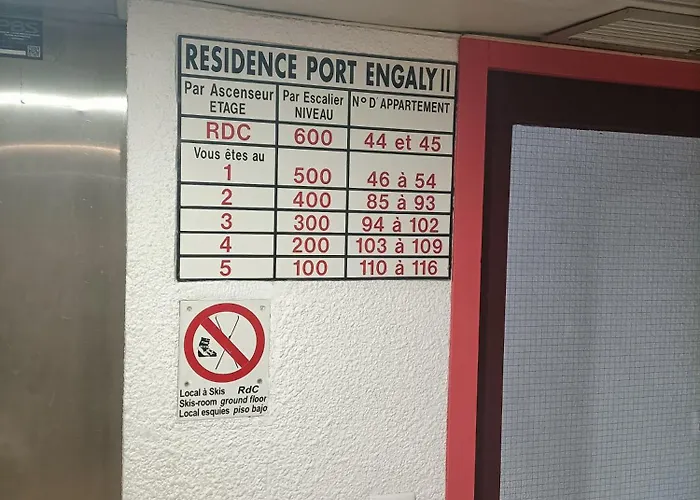 RESIDENCE PORT ENGALY II
Par Ascenseur ETAGE Par Escalier NIVEAU N° D'APPARTEMENT
RDC 600 44 et 45
Vous êtes au
1 500 46 à 54
2 400 85 à 93
3 300 94 à 102
4 200 103 à 109
5 100 110 à 116
Local à Skis RdC
Skis-room ground floor
Local esquies piso bajo